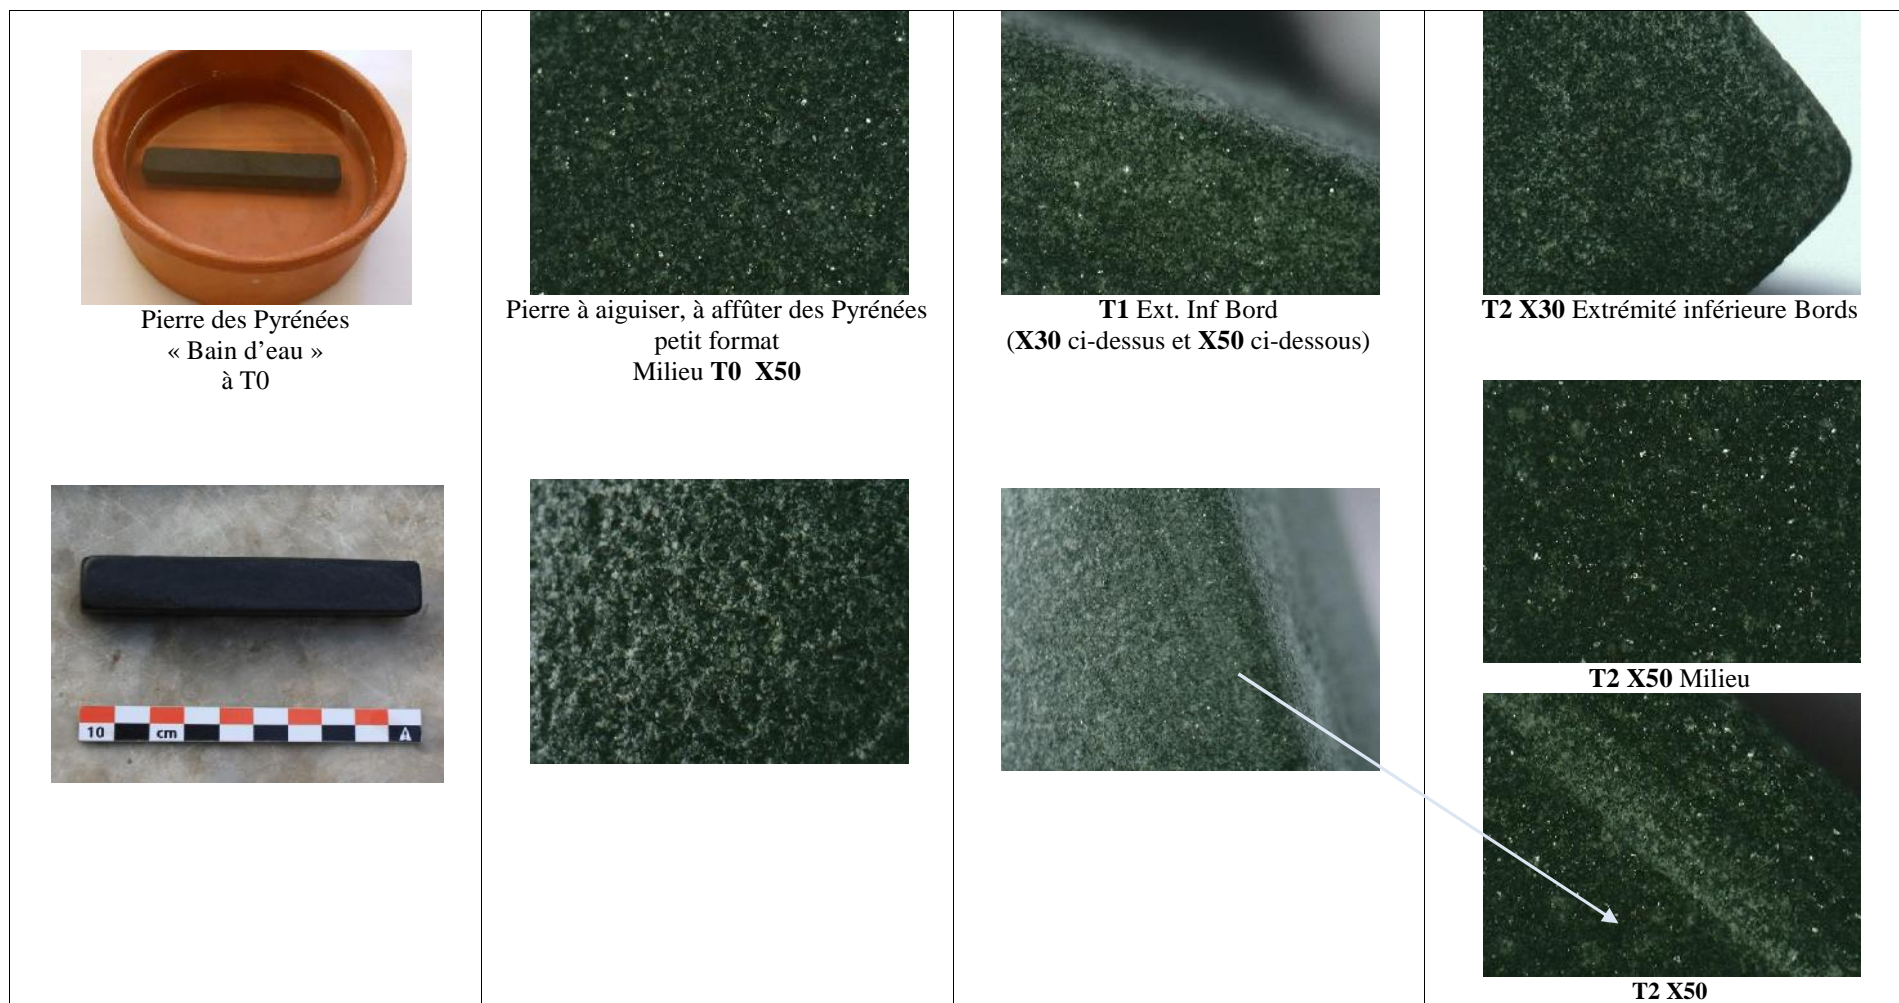 Pierre des Pyrénées
« Bain d’eau »
à T0
10 cm A
Pierre à aiguiser, à affûter des Pyrénées
petit format
Milieu T0 X50
T1 Ext. Inf Bord
(X30 ci-dessus et X50 ci-dessous)
T2 X30 Extrémité inférieure Bords
T2 X50 Milieu
T2 X50